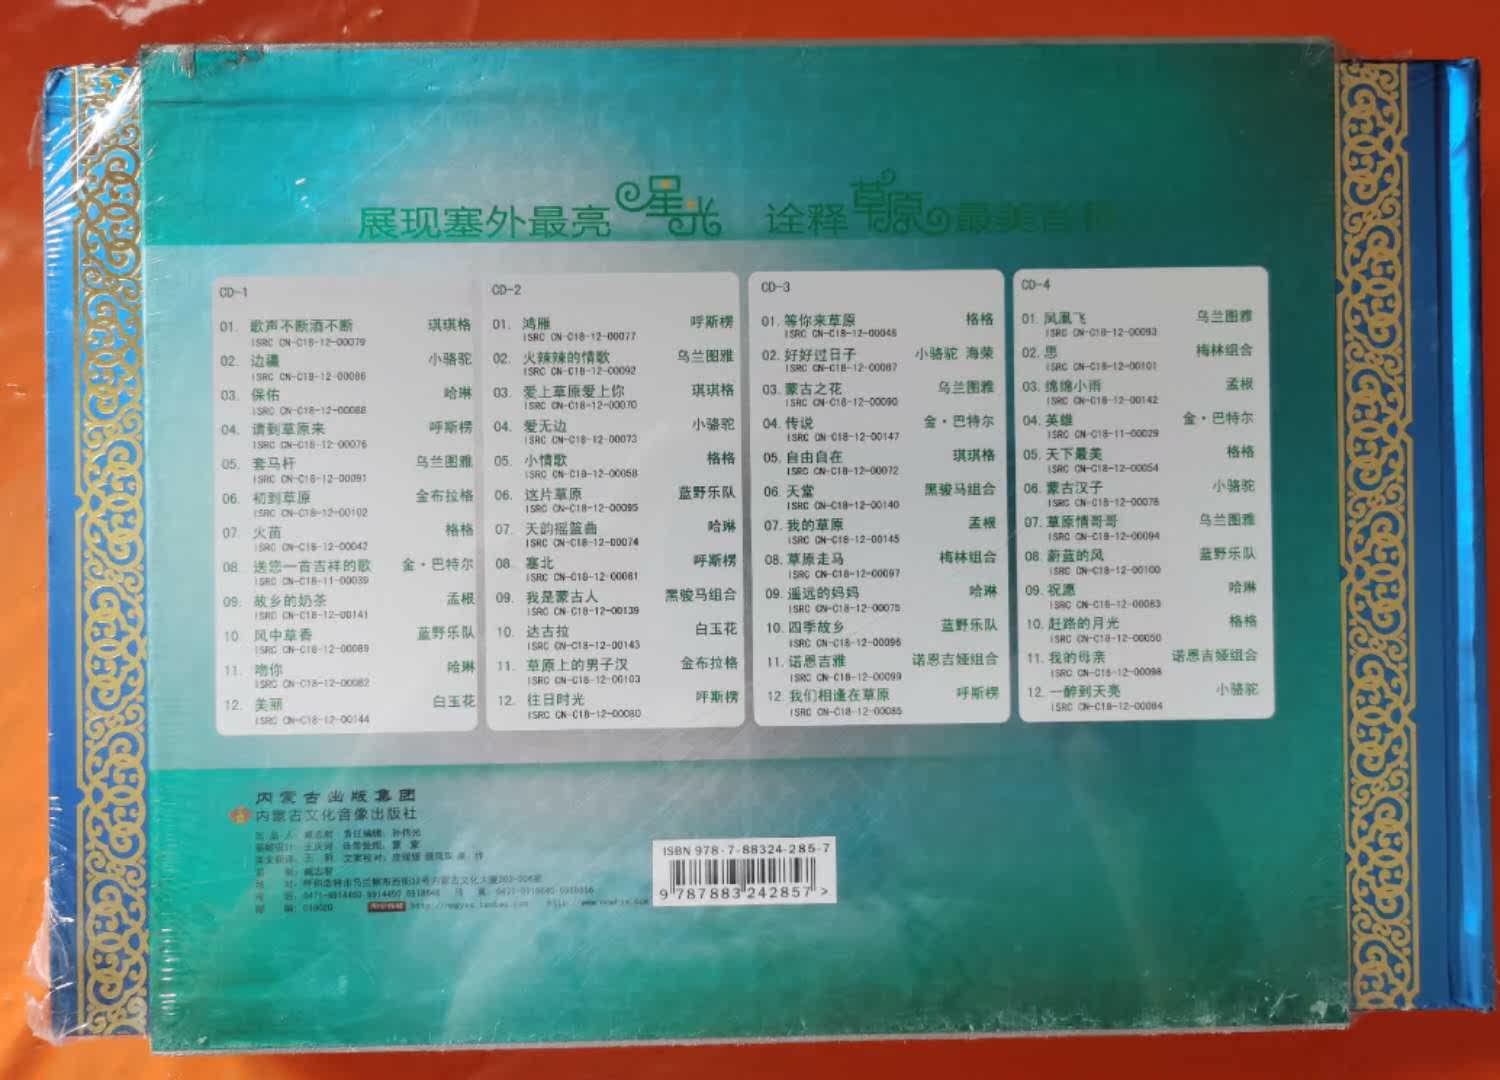 展现塞外最亮星光 诠释草原最美音
CD-1
01. 歌声不断酒不断 琪琪格
ISRC CN-C18-12-00079
02. 边疆 小骆驼
ISRC CN-C18-12-00086
03. 保佑 哈琳
ISRC CN-C18-12-00088
04. 请到草原来 呼斯楞
ISRC CN-C18-12-00076
05. 套马杆 乌兰图雅
ISRC CN-C18-12-00091
06. 初到草原 金布拉格
ISRC CN-C18-12-00102
07. 火苗 格格
ISRC CN-C18-12-00042
08. 送您一首吉祥的歌 金·巴特尔
ISRC CN-C18-11-00039
09. 故乡的奶茶 孟根
ISRC CN-C18-12-00141
10. 风中草香 蓝野乐队
ISRC CN-C18-12-00089
11. 吻你 哈琳
ISRC CN-C18-12-00082
12. 美丽 白玉花
ISRC CN-C18-12-00144
CD-2
01. 鸿雁 呼斯楞
ISRC CN-C18-12-00077
02. 火辣辣的情歌 乌兰图雅
ISRC CN-C18-12-00092
03. 爱上草原爱上你 琪琪格
ISRC CN-C18-12-00070
04. 爱无边 小骆驼
ISRC CN-C18-12-00073
05. 小情歌 格格
ISRC CN-C18-12-00058
06. 这片草原 蓝野乐队
ISRC CN-C18-12-00095
07. 天韵摇篮曲 哈琳
ISRC CN-C18-12-00074
08. 塞北 呼斯楞
ISRC CN-C18-12-00081
09. 我是蒙古人 黑骏马组合
ISRC CN-C18-12-00139
10. 达古拉 白玉花
ISRC CN-C18-12-00143
11. 草原上的男子汉 金布拉格
ISRC CN-C18-12-00103
12. 往日时光 呼斯楞
ISRC CN-C18-12-00080
CD-3
01. 等你来草原 格格
ISRC CN-C18-12-00046
02. 好好过日子 小骆驼 海荣
ISRC CN-C18-12-00087
03. 蒙古之花 乌兰图雅
ISRC CN-C18-12-00090
04. 传说 金·巴特尔
ISRC CN-C18-12-00147
05. 自由自在 琪琪格
ISRC CN-C18-12-00072
06. 天堂 黑骏马组合
ISRC CN-C18-12-00140
07. 我的草原 孟根
ISRC CN-C18-12-00145
08. 草原走马 梅林组合
ISRC CN-C18-12-00097
09. 遥远的妈妈 哈琳
ISRC CN-C18-12-00075
10. 四季故乡 蓝野乐队
ISRC CN-C18-12-00096
11. 诺恩吉雅 诺恩吉娅组合
ISRC CN-C18-12-00099
12. 我们相逢在草原 呼斯楞
ISRC CN-C18-12-00085
CD-4
01. 凤凰飞 乌兰图雅
ISRC CN-C18-12-00093
02. 思 梅林组合
ISRC CN-C18-12-00101
03. 绵绵小雨 孟根
ISRC CN-C18-12-00142
04. 英雄 金·巴特尔
ISRC CN-C18-11-00029
05. 天下最美 格格
ISRC CN-C18-12-00054
06. 蒙古汉子 小骆驼
ISRC CN-C18-12-00078
07. 草原情哥哥 乌兰图雅
ISRC CN-C18-12-00094
08. 蔚蓝的风 蓝野乐队
ISRC CN-C18-12-00100
09. 祝愿 哈琳
ISRC CN-C18-12-00083
10. 赶路的月光 格格
ISRC CN-C18-12-00050
11. 我的母亲 诺恩吉娅组合
ISRC CN-C18-12-00098
12. 一醉到天亮 小骆驼
ISRC CN-C18-12-00084
内蒙古出版集团
内蒙古文化音像出版社
ISBN 978-7-88324-285-7
9 787883 242857 >